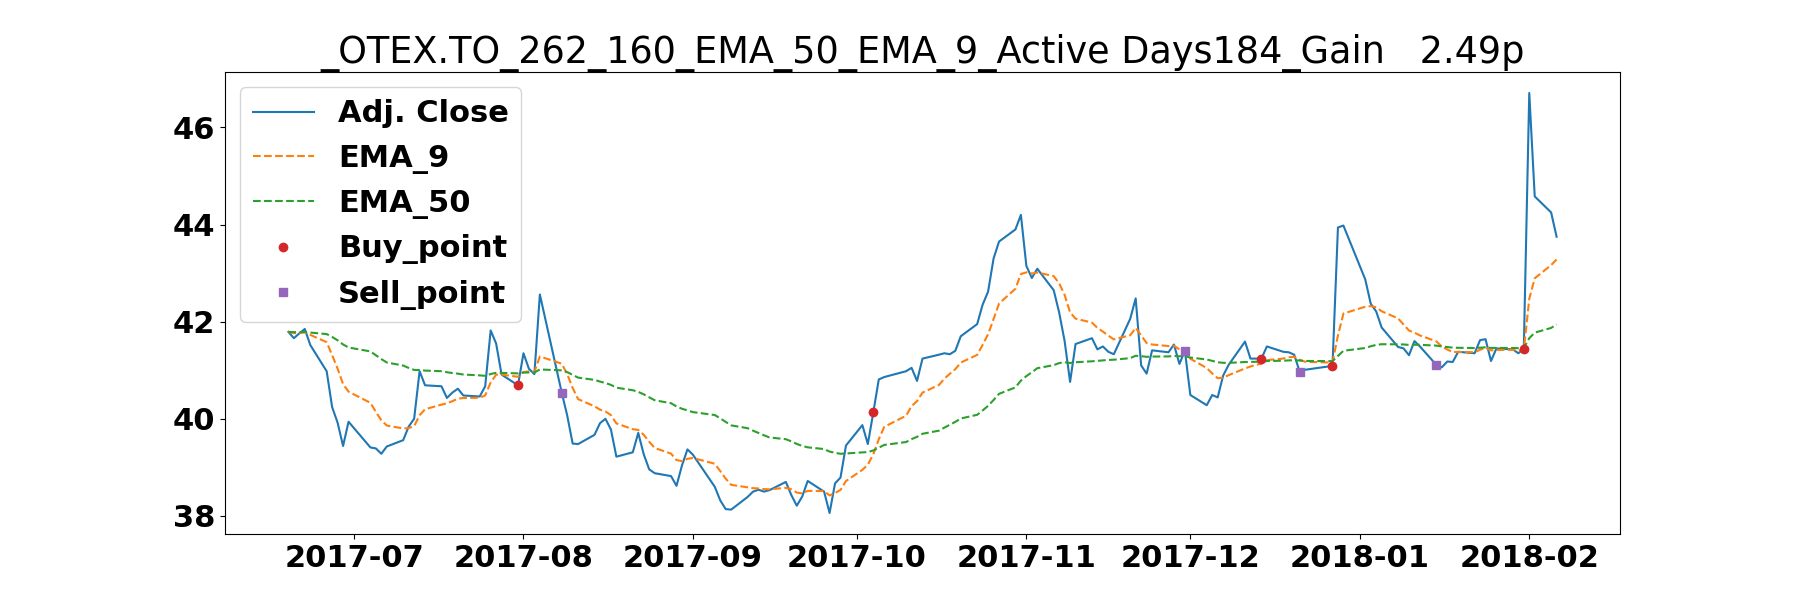 _OTEX.TO_262_160_EMA_50_EMA_9_Active Days184_Gain   2.49p
Adj. Close
EMA_9
EMA_50
Buy_point
Sell_point
46
44
42
40
38
2017-07 2017-08 2017-09 2017-10 2017-11 2017-12 2018-01 2018-02